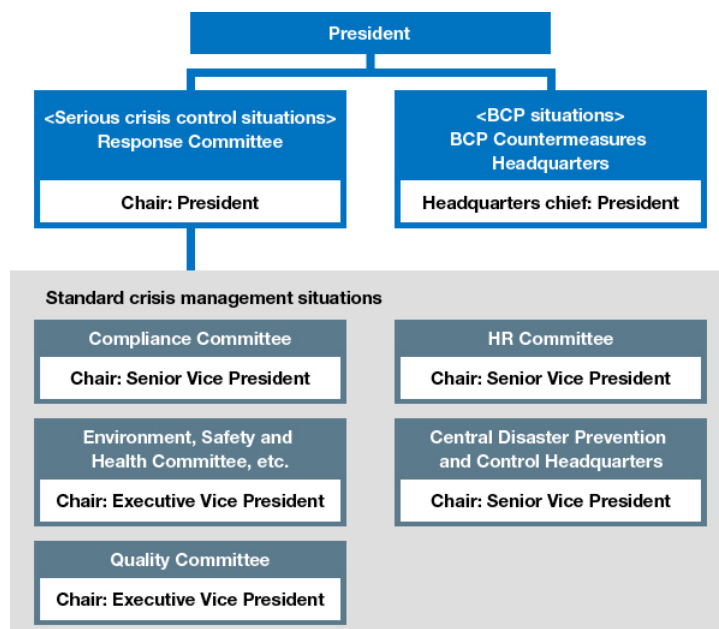 President
<Serious crisis control situations>
Response Committee
Chair: President
<BCP situations>
BCP Countermeasures
Headquarters
Headquarters chief: President
Standard crisis management situations
Compliance Committee
Chair: Senior Vice President
HR Committee
Chair: Senior Vice President
Environment, Safety and
Health Committee, etc.
Chair: Executive Vice President
Central Disaster Prevention
and Control Headquarters
Chair: Senior Vice President
Quality Committee
Chair: Executive Vice President